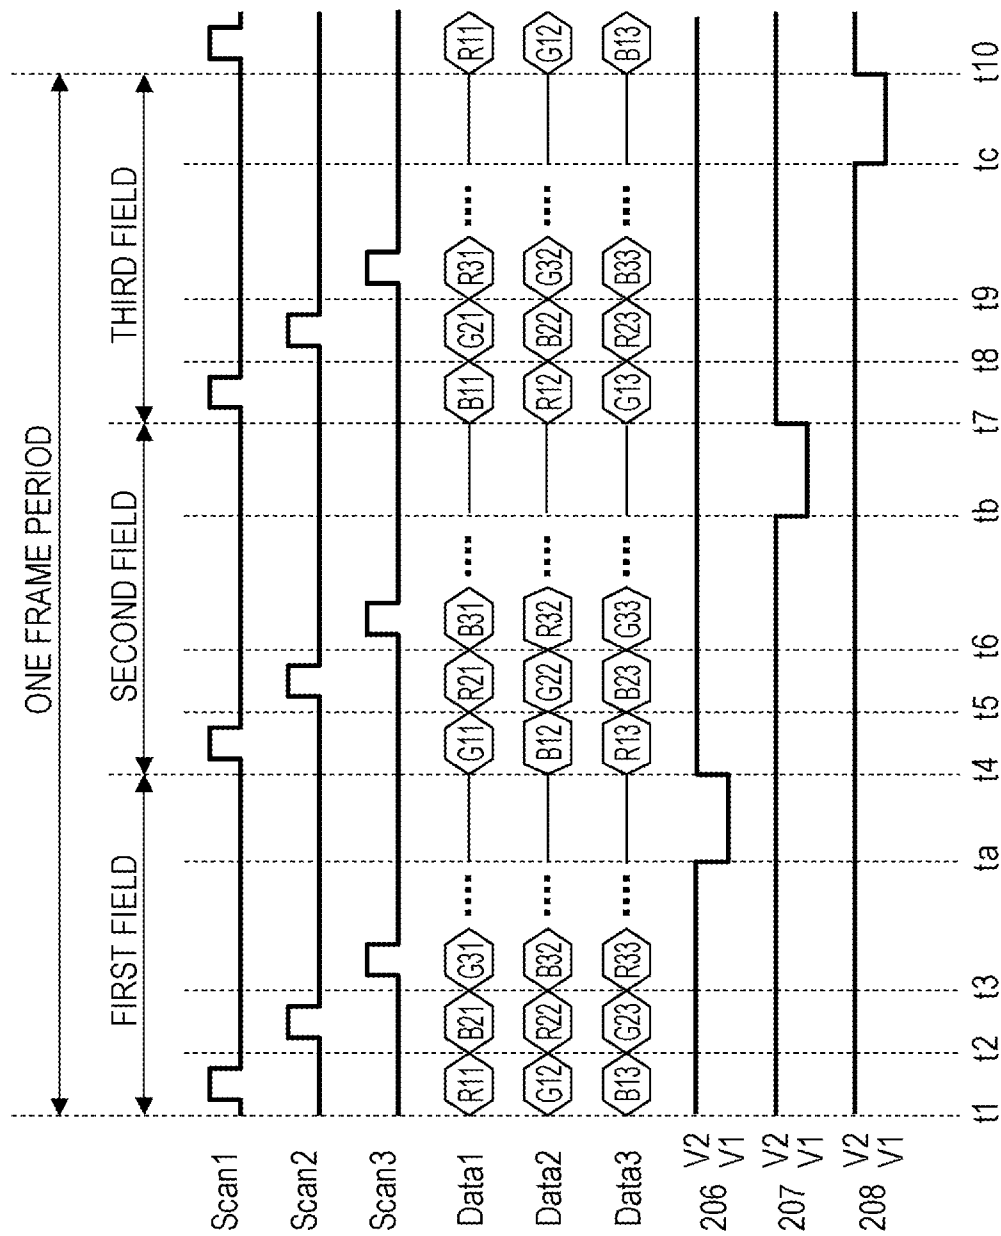 ONE FRAME PERIOD
FIRST FIELD SECOND FIELD THIRD FIELD
Scan1
Scan2
Scan3
Data1 R11 B21 G31 ····· G11 R21 B31 ····· B11 G21 R31 ····· R11
Data2 G12 R22 B32 ····· B12 G22 R32 ····· R12 B22 G32 ····· G12
Data3 B13 G23 R33 ····· R13 B23 G33 ····· G13 R23 B33 ····· B13
206 V2
V1
207 V2
V1
208 V2
V1
t1 t2 t3 ta t4 t5 t6 tb t7 t8 t9 tc t10